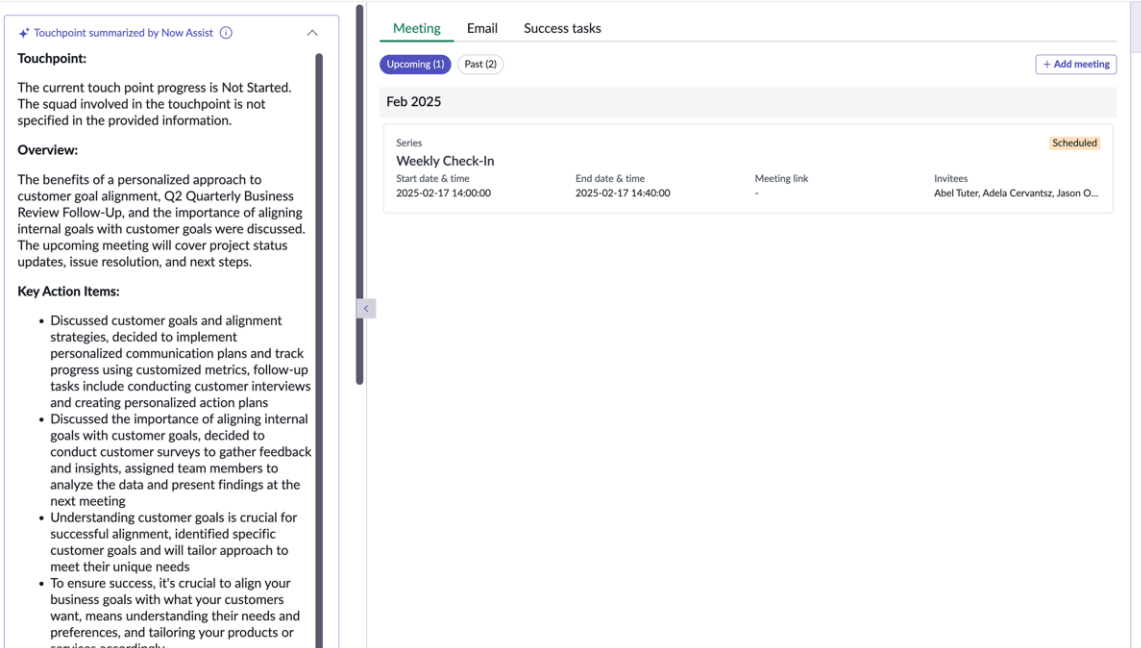 Touchpoint summarized by Now Assist
Touchpoint:
The current touch point progress is Not Started.
The squad involved in the touchpoint is not
specified in the provided information.
Overview:
The benefits of a personalized approach to
customer goal alignment, Q2 Quarterly Business
Review Follow-Up, and the importance of aligning
internal goals with customer goals were discussed.
The upcoming meeting will cover project status
updates, issue resolution, and next steps.
Key Action Items:
• Discussed customer goals and alignment
strategies, decided to implement
personalized communication plans and track
progress using customized metrics, follow-up
tasks include conducting customer interviews
and creating personalized action plans
• Discussed the importance of aligning internal
goals with customer goals, decided to
conduct customer surveys to gather feedback
and insights, assigned team members to
analyze the data and present findings at the
next meeting
• Understanding customer goals is crucial for
successful alignment, identified specific
customer goals and will tailor approach to
meet their unique needs
• To ensure success, it's crucial to align your
business goals with what your customers
want, means understanding their needs and
preferences, and tailoring your products or
services accordingly
Meeting Email Success tasks
Upcoming (1) Past (2) + Add meeting
Feb 2025
Series Scheduled
Weekly Check-In
Start date & time End date & time Meeting link Invitees
2025-02-17 14:00:00 2025-02-17 14:40:00 - Abel Tuter, Adela Cervantsz, Jason O...